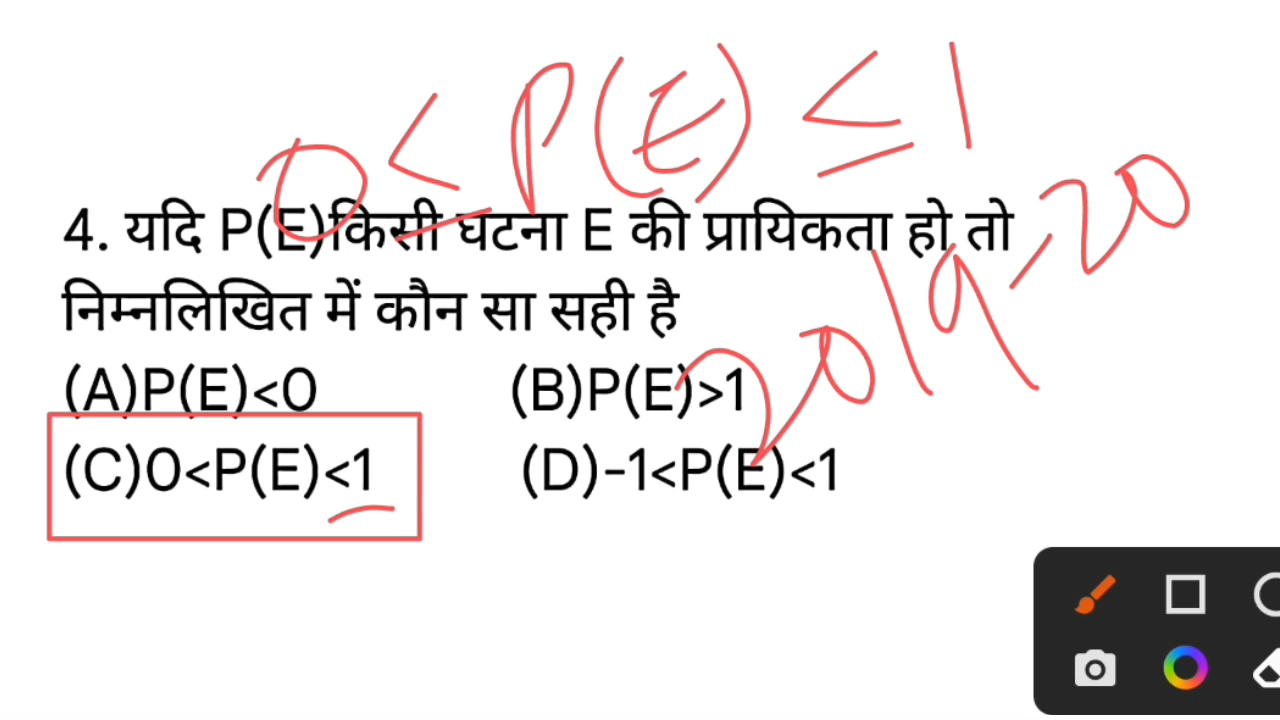 0 ≤ P(E) ≤ 1
4. यदि P(E)किसी घटना E की प्रायिकता हो तो
निम्नलिखित में कौन सा सही है
2019-20
(A)P(E)<0 (B)P(E)>1
(C)0<P(E)<1 (D)-1<P(E)<1